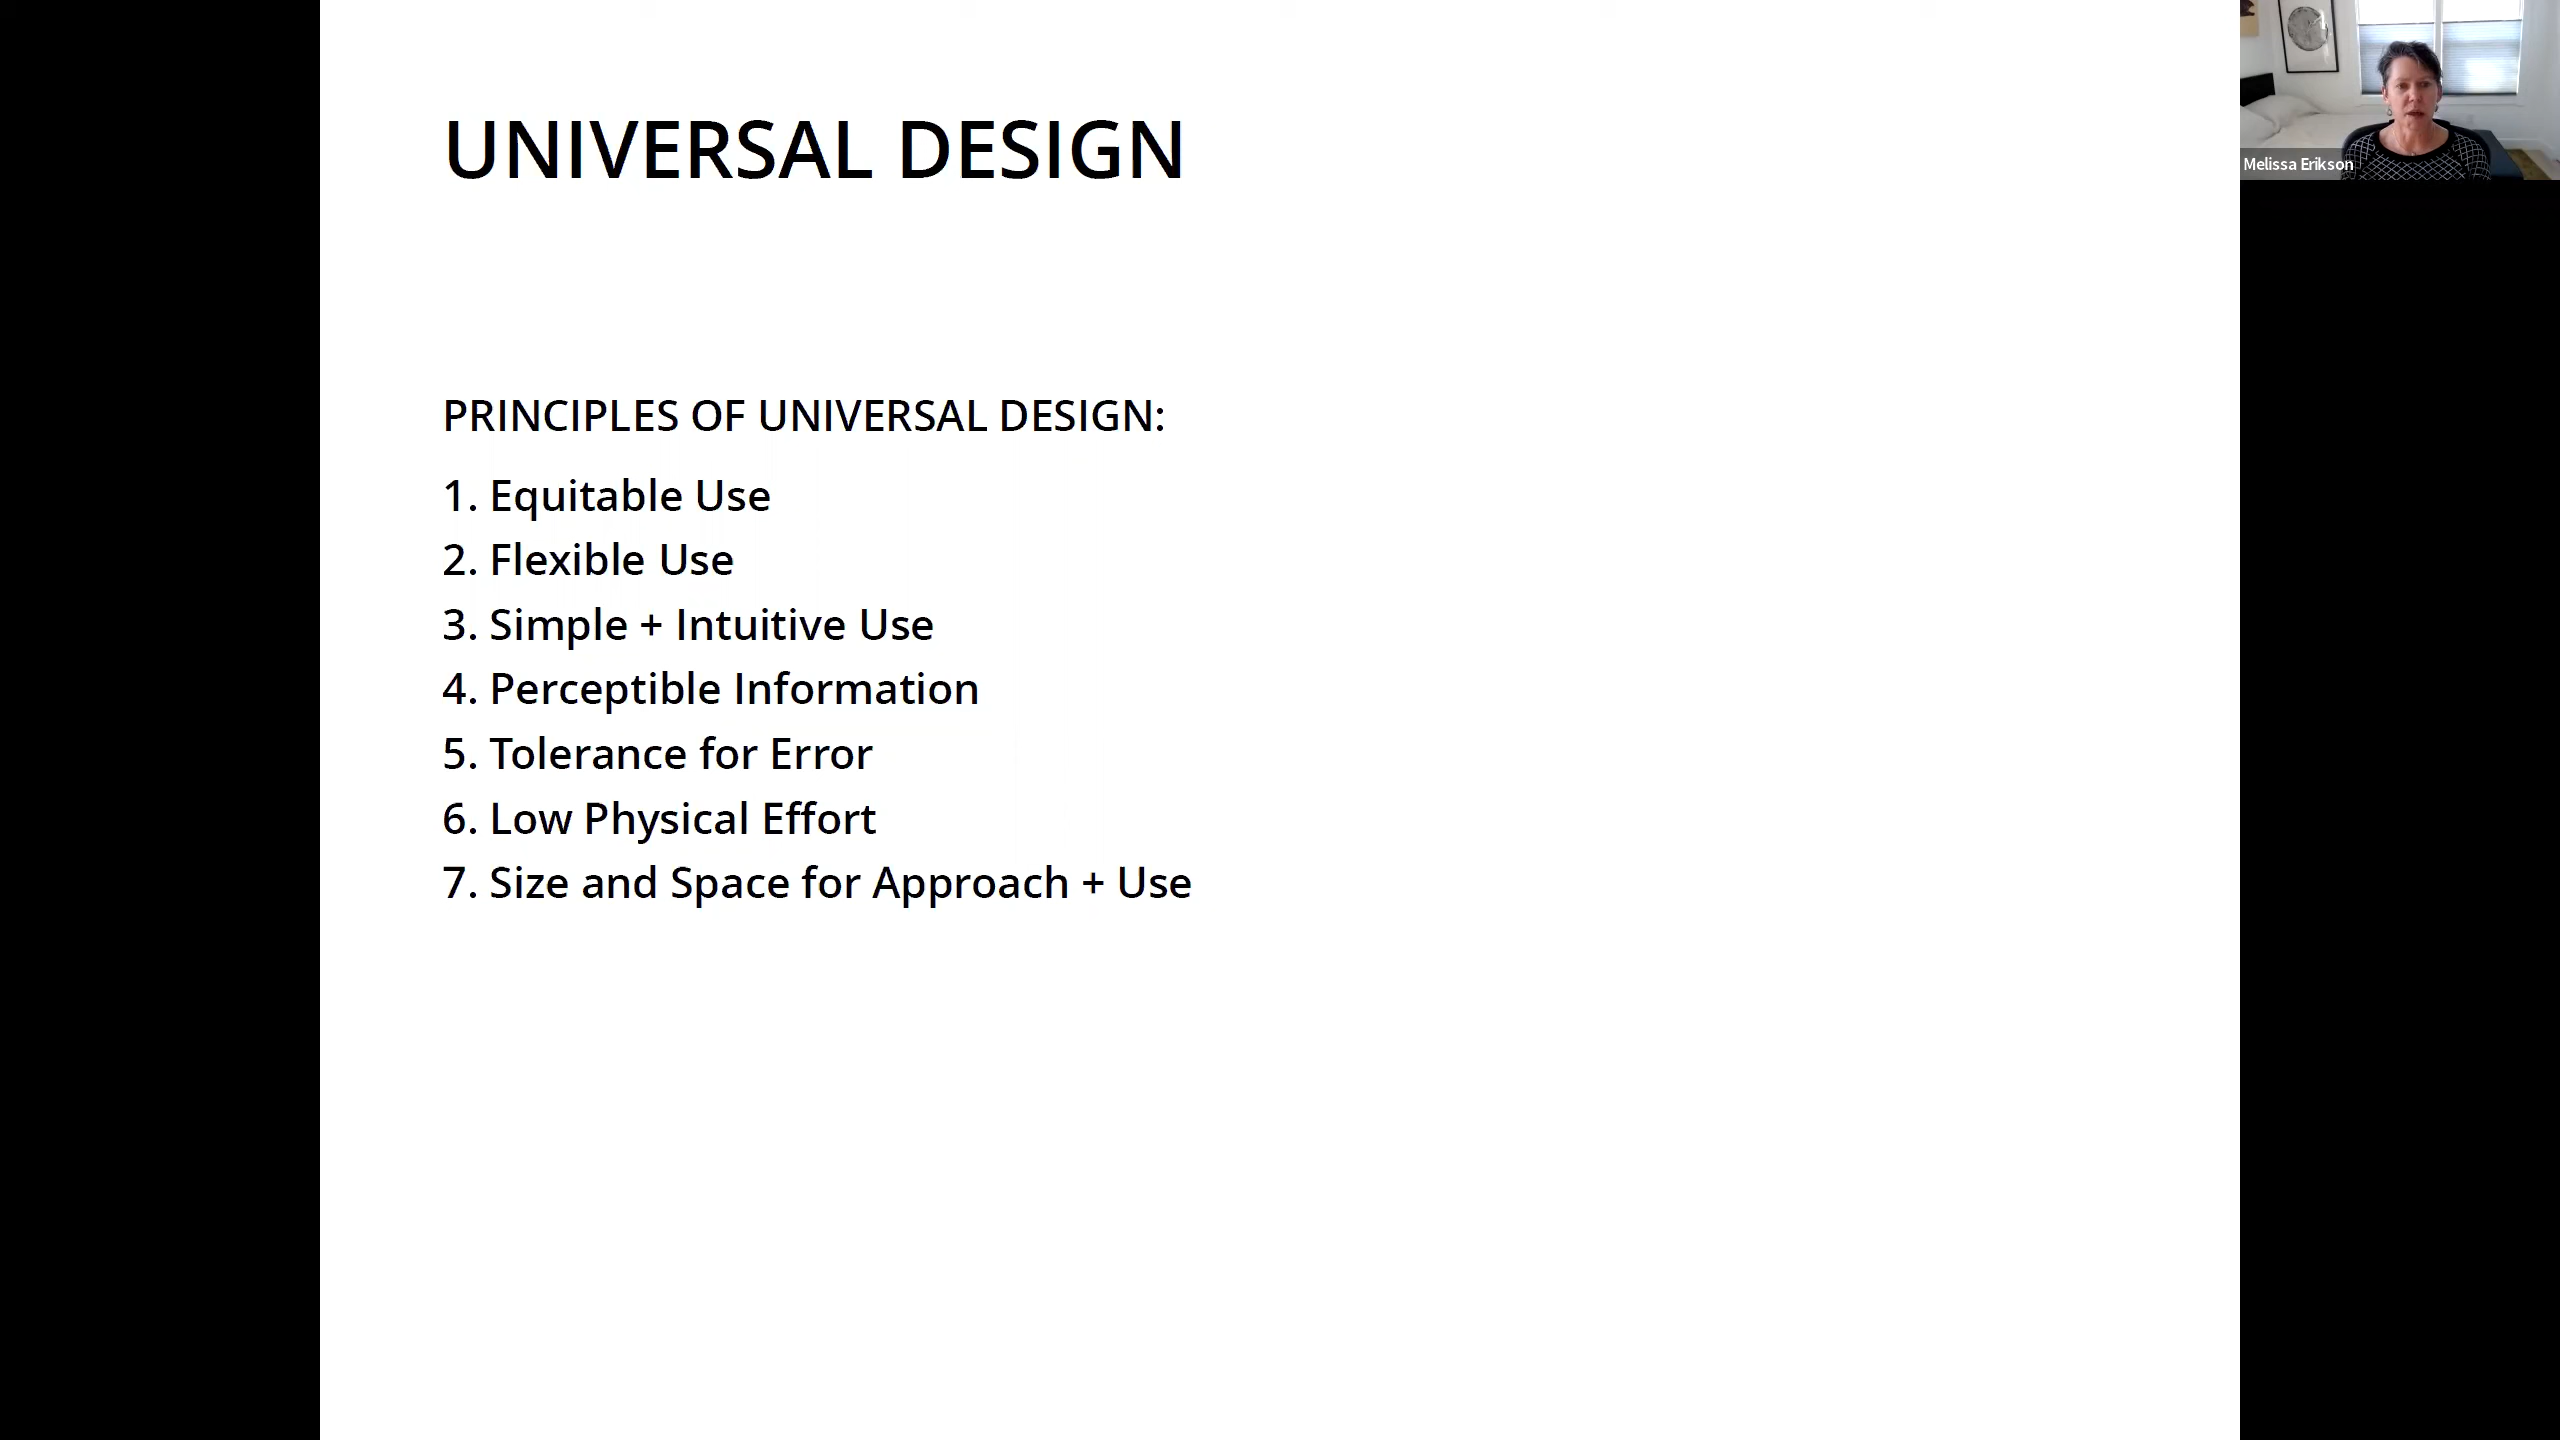 UNIVERSAL DESIGN
Melissa Erikson
PRINCIPLES OF UNIVERSAL DESIGN:
1. Equitable Use
2. Flexible Use
3. Simple + Intuitive Use
4. Perceptible Information
5. Tolerance for Error
6. Low Physical Effort
7. Size and Space for Approach + Use